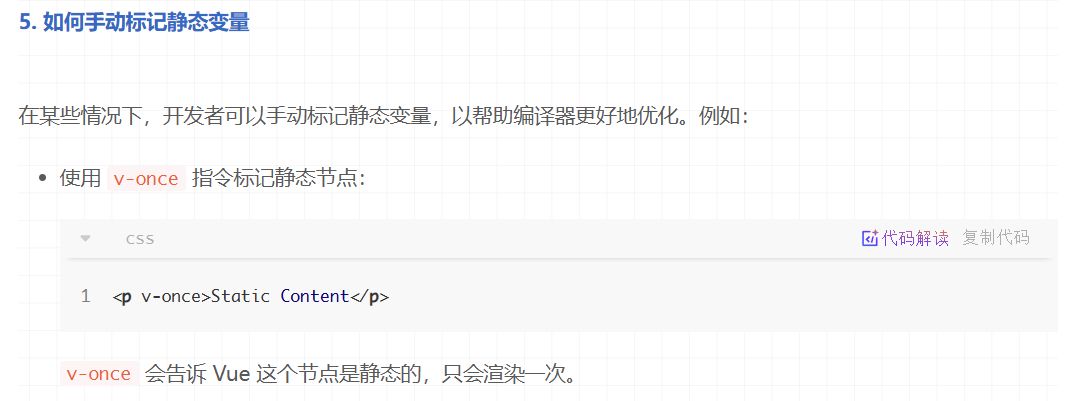 5. 如何手动标记静态变量
在某些情况下，开发者可以手动标记静态变量，以帮助编译器更好地优化。例如：
• 使用 v-once 指令标记静态节点：
css 代码解读 复制代码
1 <p v-once>Static Content</p>
v-once 会告诉 Vue 这个节点是静态的，只会渲染一次。